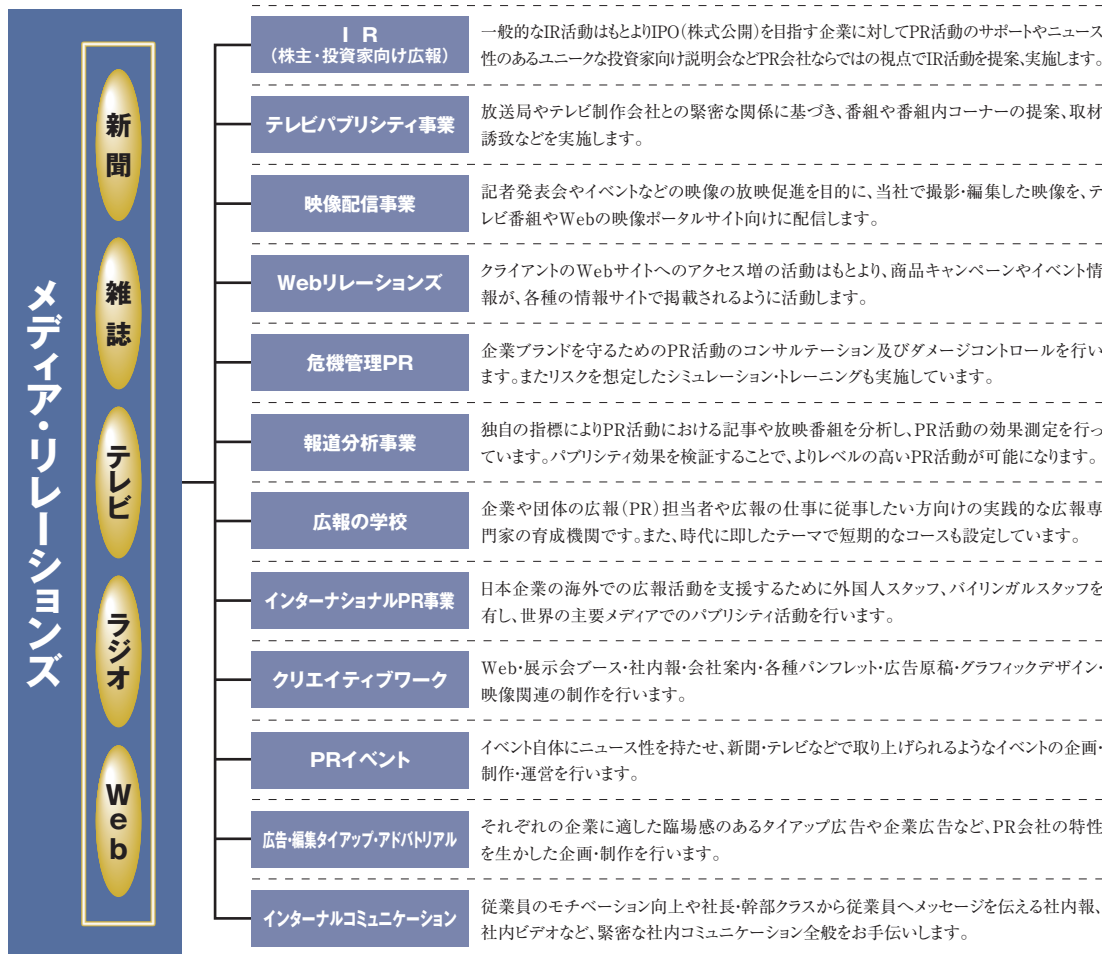 メディア・リレーションズ
新聞
雑誌
テレビ
ラジオ
Web
IR
(株主・投資家向け広報)
一般的なIR活動はもとよりIPO(株式公開)を目指す企業に対してPR活動のサポートやニュース
性のあるユニークな投資家向け説明会などPR会社ならではの視点でIR活動を提案、実施します。
テレビパブリシティ事業
放送局やテレビ制作会社との緊密な関係に基づき、番組や番組内コーナーの提案、取材
誘致などを実施します。
映像配信事業
記者発表会やイベントなどの映像の放映促進を目的に、当社で撮影・編集した映像を、テ
レビ番組やWebの映像ポータルサイト向けに配信します。
Webリレーションズ
クライアントのWebサイトへのアクセス増の活動はもとより、商品キャンペーンやイベント情
報が、各種の情報サイトで掲載されるように活動します。
危機管理PR
企業ブランドを守るためのPR活動のコンサルテーション及びダメージコントロールを行い
ます。またリスクを想定したシミュレーション・トレーニングも実施しています。
報道分析事業
独自の指標によりPR活動における記事や放映番組を分析し、PR活動の効果測定を行っ
ています。パブリシティ効果を検証することで、よりレベルの高いPR活動が可能になります。
広報の学校
企業や団体の広報(PR)担当者や広報の仕事に従事したい方向けの実践的な広報専
門家の育成機関です。また、時代に即したテーマで短期的なコースも設定しています。
インターナショナルPR事業
日本企業の海外での広報活動を支援するために外国人スタッフ、バイリンガルスタッフを
有し、世界の主要メディアでのパブリシティ活動を行います。
クリエイティブワーク
Web・展示会ブース・社内報・会社案内・各種パンフレット・広告原稿・グラフィックデザイン・
映像関連の制作を行います。
PRイベント
イベント自体にニュース性を持たせ、新聞・テレビなどで取り上げられるようなイベントの企画・
制作・運営を行います。
広告・編集タイアップ・アドバトリアル
それぞれの企業に適した臨場感のあるタイアップ広告や企業広告など、PR会社の特性
を生かした企画・制作を行います。
インターナルコミュニケーション
従業員のモチベーション向上や社長・幹部クラスから従業員へメッセージを伝える社内報、
社内ビデオなど、緊密な社内コミュニケーション全般をお手伝いします。